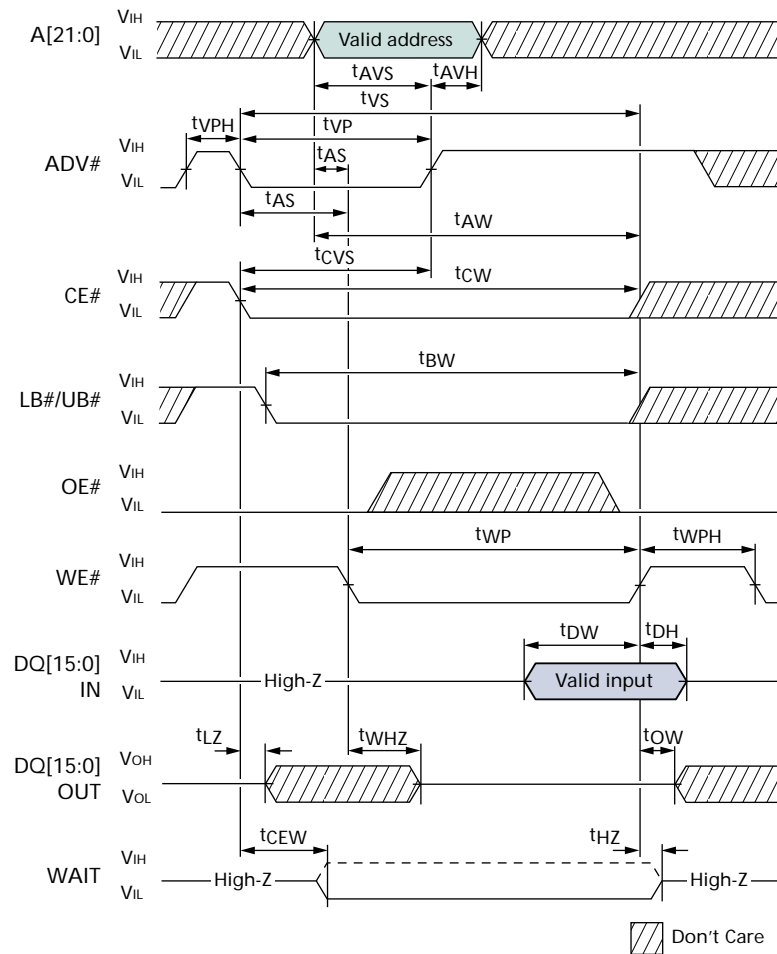 A[21:0] VIH VIL Valid address
tAVS tAVH
tVS
tVPH tVP
ADV# VIH VIL tAS
tAS
tAW
tCVS
CE# VIH VIL tCW
LB#/UB# VIH VIL tBW
OE# VIH VIL
WE# VIH VIL tWP tWPH
tDW tDH
DQ[15:0] IN VIH VIL High-Z Valid input
tLZ tWHZ tOW
DQ[15:0] OUT VOH VOL
tCEW tHZ
WAIT VIH VIL High-Z High-Z
Don't Care